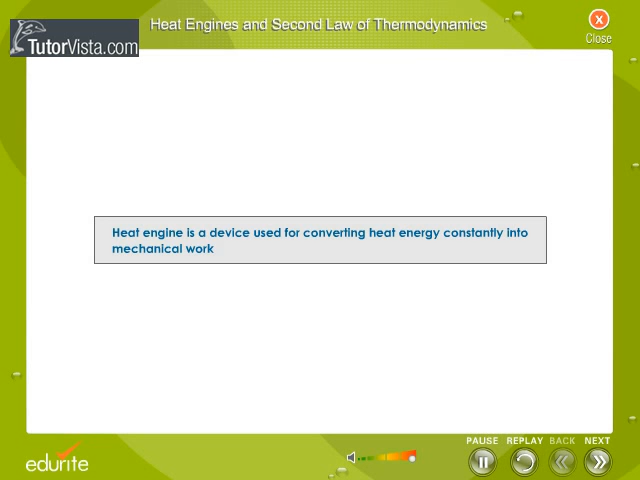 Heat Engines and Second Law of Thermodynamics
x
Close
TutorVista.com
Heat engine is a device used for converting heat energy constantly into
mechanical work
PAUSE REPLAY BACK NEXT
edurite